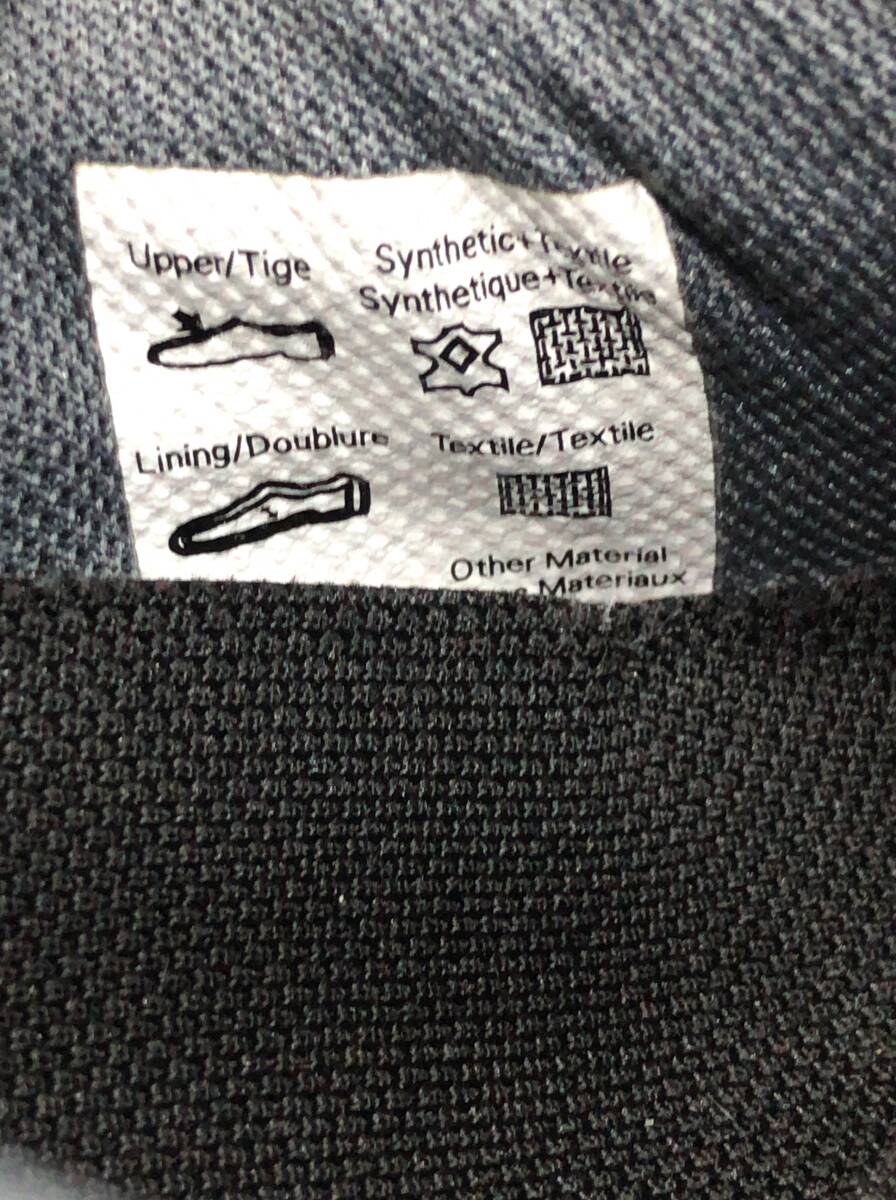 Upper/Tige
Synthetic+Textile
Synthetique+Textile
Lining/Doublure
Textile/Textile
Other Material
Materiaux